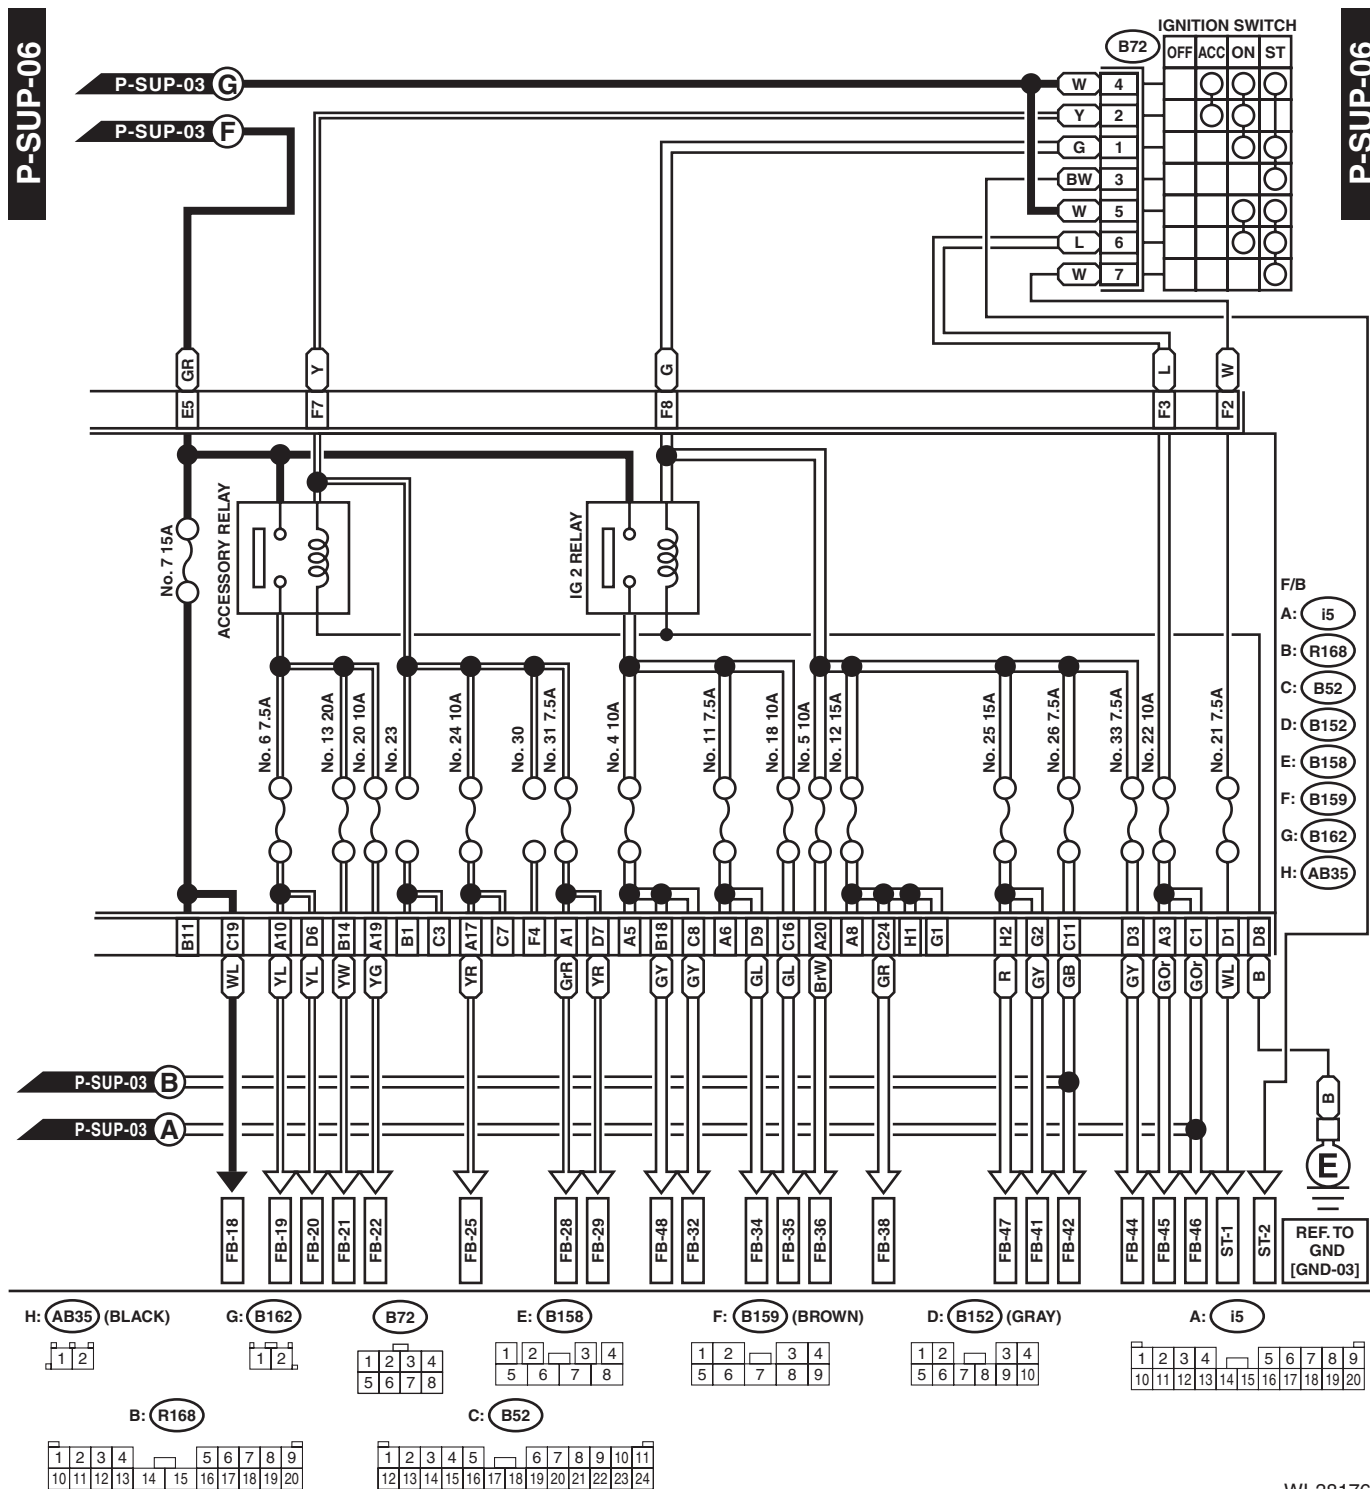 P-SUP-06
P-SUP-06
IGNITION SWITCH
B72
OFF ACC ON ST
P-SUP-03 G
P-SUP-03 F
W 4
Y 2
G 1
BW 3
W 5
L 6
W 7
GR Y G L W
E5 F7 F8 F3 F2
No. 7 15A
ACCESSORY RELAY
IG 2 RELAY
No. 6 7.5A
No. 13 20A
No. 20 10A
No. 23
No. 24 10A
No. 30
No. 31 7.5A
No. 4 10A
No. 11 7.5A
No. 18 10A
No. 5 10A
No. 12 15A
No. 25 15A
No. 26 7.5A
No. 33 7.5A
No. 22 10A
No. 21 7.5A
F/B
A: i5
B: R168
C: B52
D: B152
E: B158
F: B159
G: B162
H: AB35
B11 C19 A10 D6 B14 A19 B1 C3 A17 C7 F4 A1 D7 A5 B18 C8 A6 D9 C16 A20 A8 C24 H1 G1 H2 G2 C11 D3 A3 C1 D1 D8
WL YL YL YW YG YR GrR YR GY GY GL GL BrW GR R GY GB GY GOr GOr WL B
P-SUP-03 B
P-SUP-03 A
B
E
FB-18 FB-19 FB-20 FB-21 FB-22 FB-25 FB-28 FB-29 FB-48 FB-32 FB-34 FB-35 FB-36 FB-38 FB-47 FB-41 FB-42 FB-44 FB-45 FB-46 ST-1 ST-2
REF. TO
GND
[GND-03]
H: AB35 (BLACK)
1 2
G: B162
1 2
B72
1 2 3 4
5 6 7 8
E: B158
1 2 3 4
5 6 7 8
F: B159 (BROWN)
1 2 3 4
5 6 7 8 9
D: B152 (GRAY)
1 2 3 4
5 6 7 8 9 10
A: i5
1 2 3 4 5 6 7 8 9
10 11 12 13 14 15 16 17 18 19 20
B: R168
1 2 3 4 5 6 7 8 9
10 11 12 13 14 15 16 17 18 19 20
C: B52
1 2 3 4 5 6 7 8 9 10 11
12 13 14 15 16 17 18 19 20 21 22 23 24